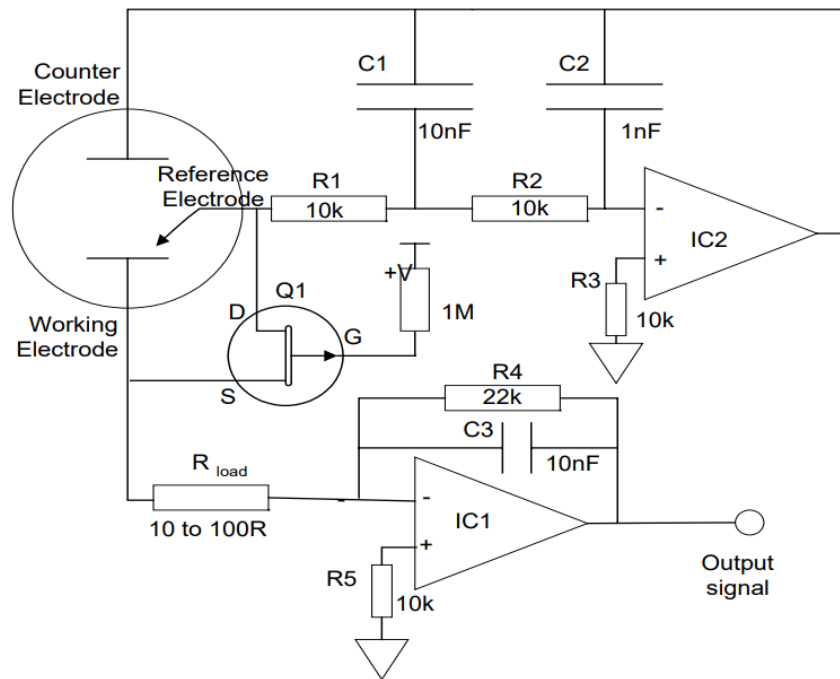 Counter
Electrode
C1
C2
10nF
1nF
Reference
Electrode
R1
10k
R2
10k
-
IC2
+
+V
R3
10k
1M
Q1
D
G
S
Working
Electrode
R4
22k
C3
10nF
R load
10 to 100R
-
-
IC1
+
R5
10k
Output
signal